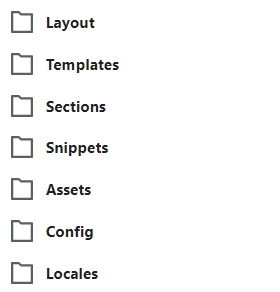 Layout
Templates
Sections
Snippets
Assets
Config
Locales